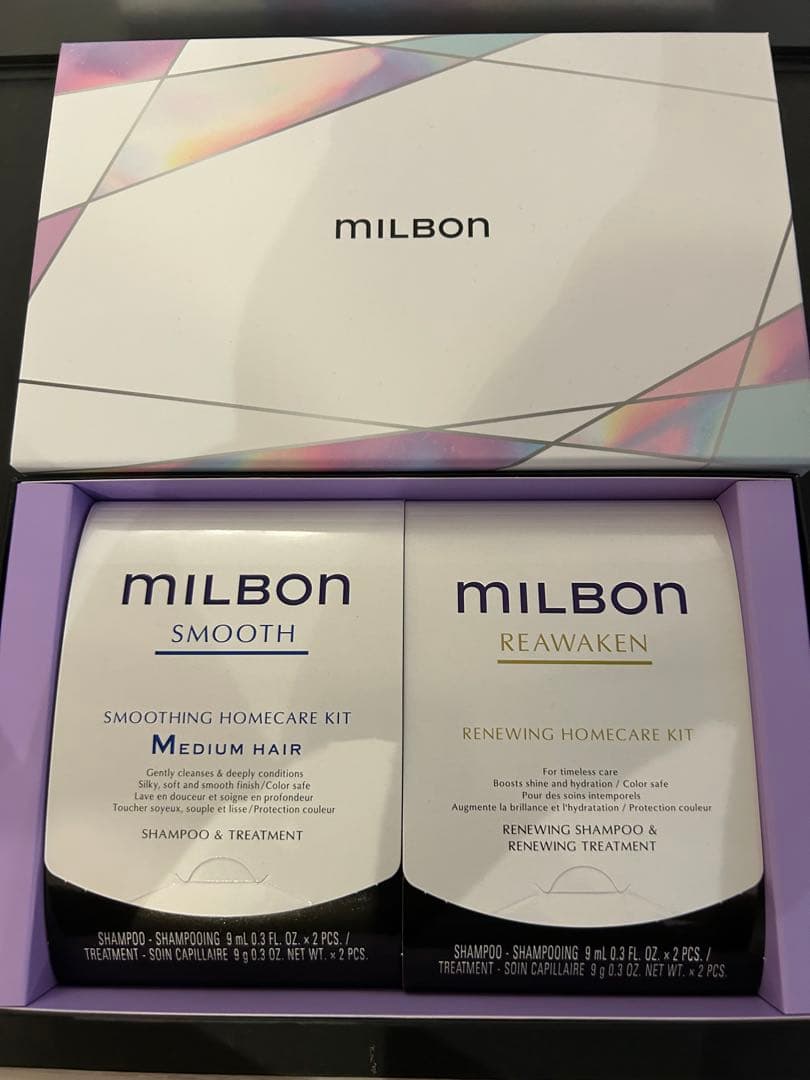 MILBON
MILBON
SMOOTH
SMOOTHING HOMECARE KIT
MEDIUM HAIR
Gently cleanses & deeply conditions
Silky, soft and smooth finish/Color safe
Lave en douceur et soigne en profondeur
Toucher soyeux, souple et lisse/Protection couleur
SHAMPOO & TREATMENT
SHAMPOO - SHAMPOOING 9 mL 0.3 FL. OZ. × 2 PCS. /
TREATMENT - SOIN CAPILLAIRE 9 g 0.3 OZ. NET WT. × 2 PCS.
MILBON
REAWAKEN
RENEWING HOMECARE KIT
For timeless care
Boosts shine and hydration / Color safe
Pour des soins intemporels
Augmente la brillance et l'hydratation / Protection couleur
RENEWING SHAMPOO &
RENEWING TREATMENT
SHAMPOO - SHAMPOOING 9 mL 0.3 FL. OZ. × 2 PCS. /
TREATMENT - SOIN CAPILLAIRE 9 g 0.3 OZ. NET WT. × 2 PCS.